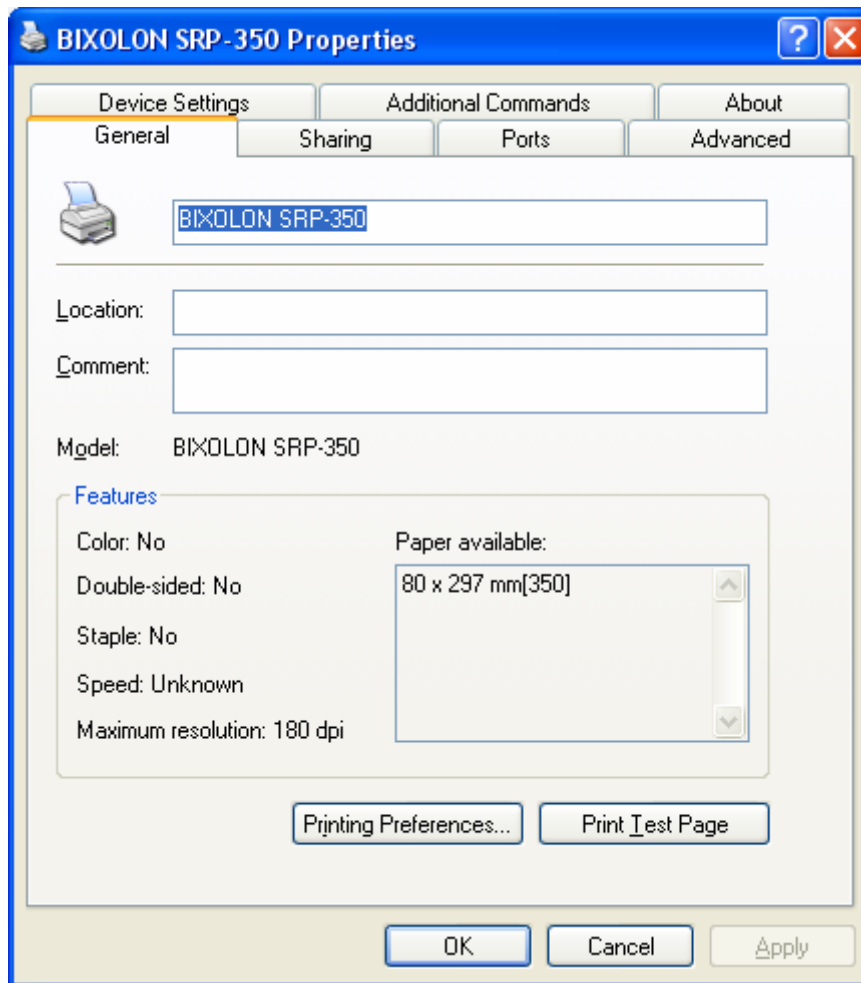 BIXOLON SRP-350 Properties
Device Settings Additional Commands About
General Sharing Ports Advanced
BIXOLON SRP-350
Location:
Comment:
Model: BIXOLON SRP-350
Features
Color: No Paper available:
Double-sided: No 80 x 297 mm[350]
Staple: No
Speed: Unknown
Maximum resolution: 180 dpi
Printing Preferences... Print Test Page
OK Cancel Apply